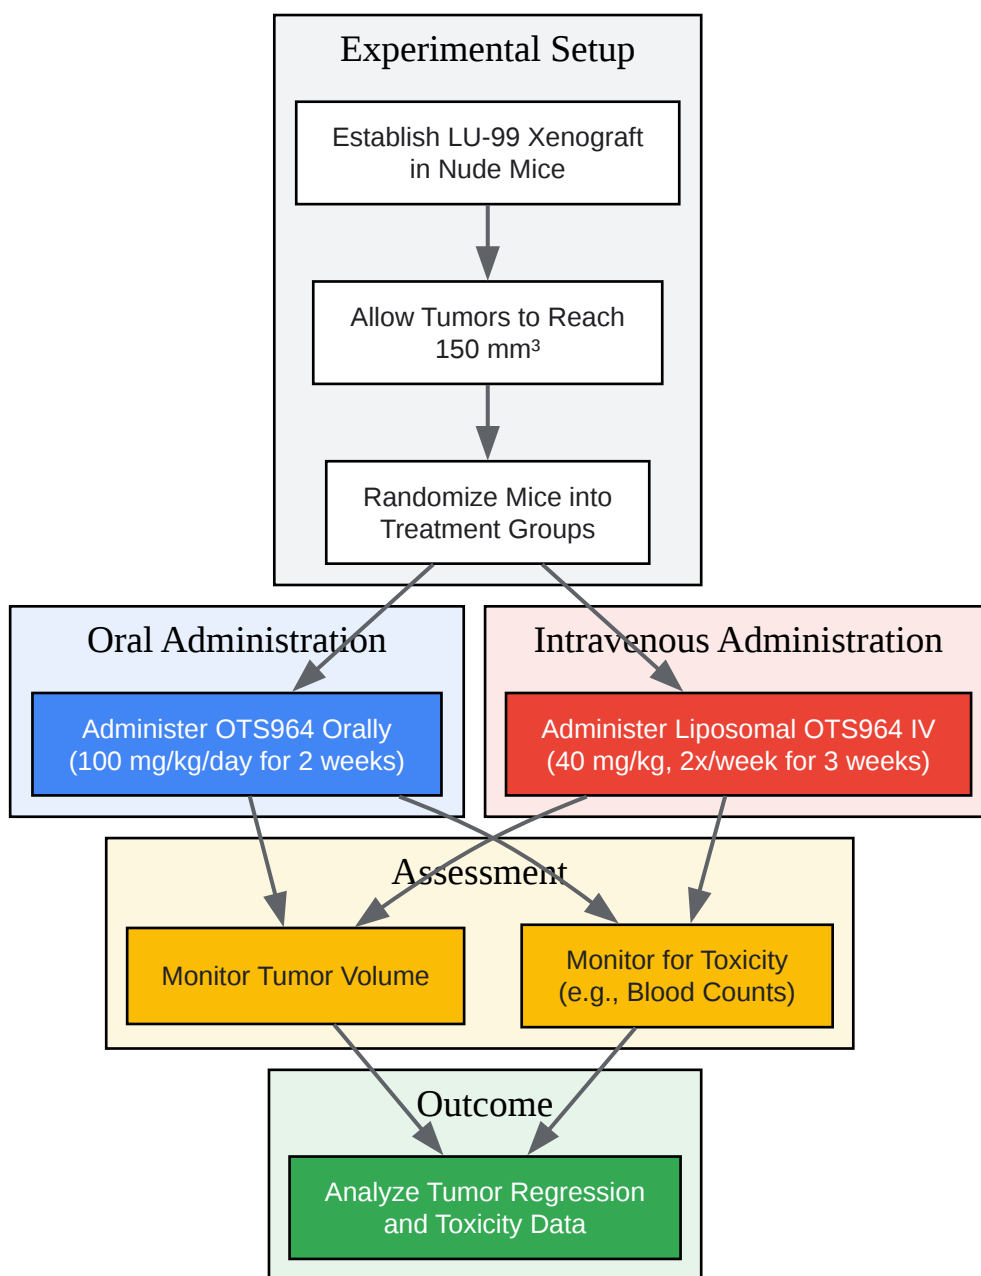 Experimental Setup
Establish LU-99 Xenograft
in Nude Mice
Allow Tumors to Reach
150 mm³
Randomize Mice into
Treatment Groups
Oral Administration
Administer OTS964 Orally
(100 mg/kg/day for 2 weeks)
Intravenous Administration
Administer Liposomal OTS964 IV
(40 mg/kg, 2x/week for 3 weeks)
Assessment
Monitor Tumor Volume
Monitor for Toxicity
(e.g., Blood Counts)
Outcome
Analyze Tumor Regression
and Toxicity Data